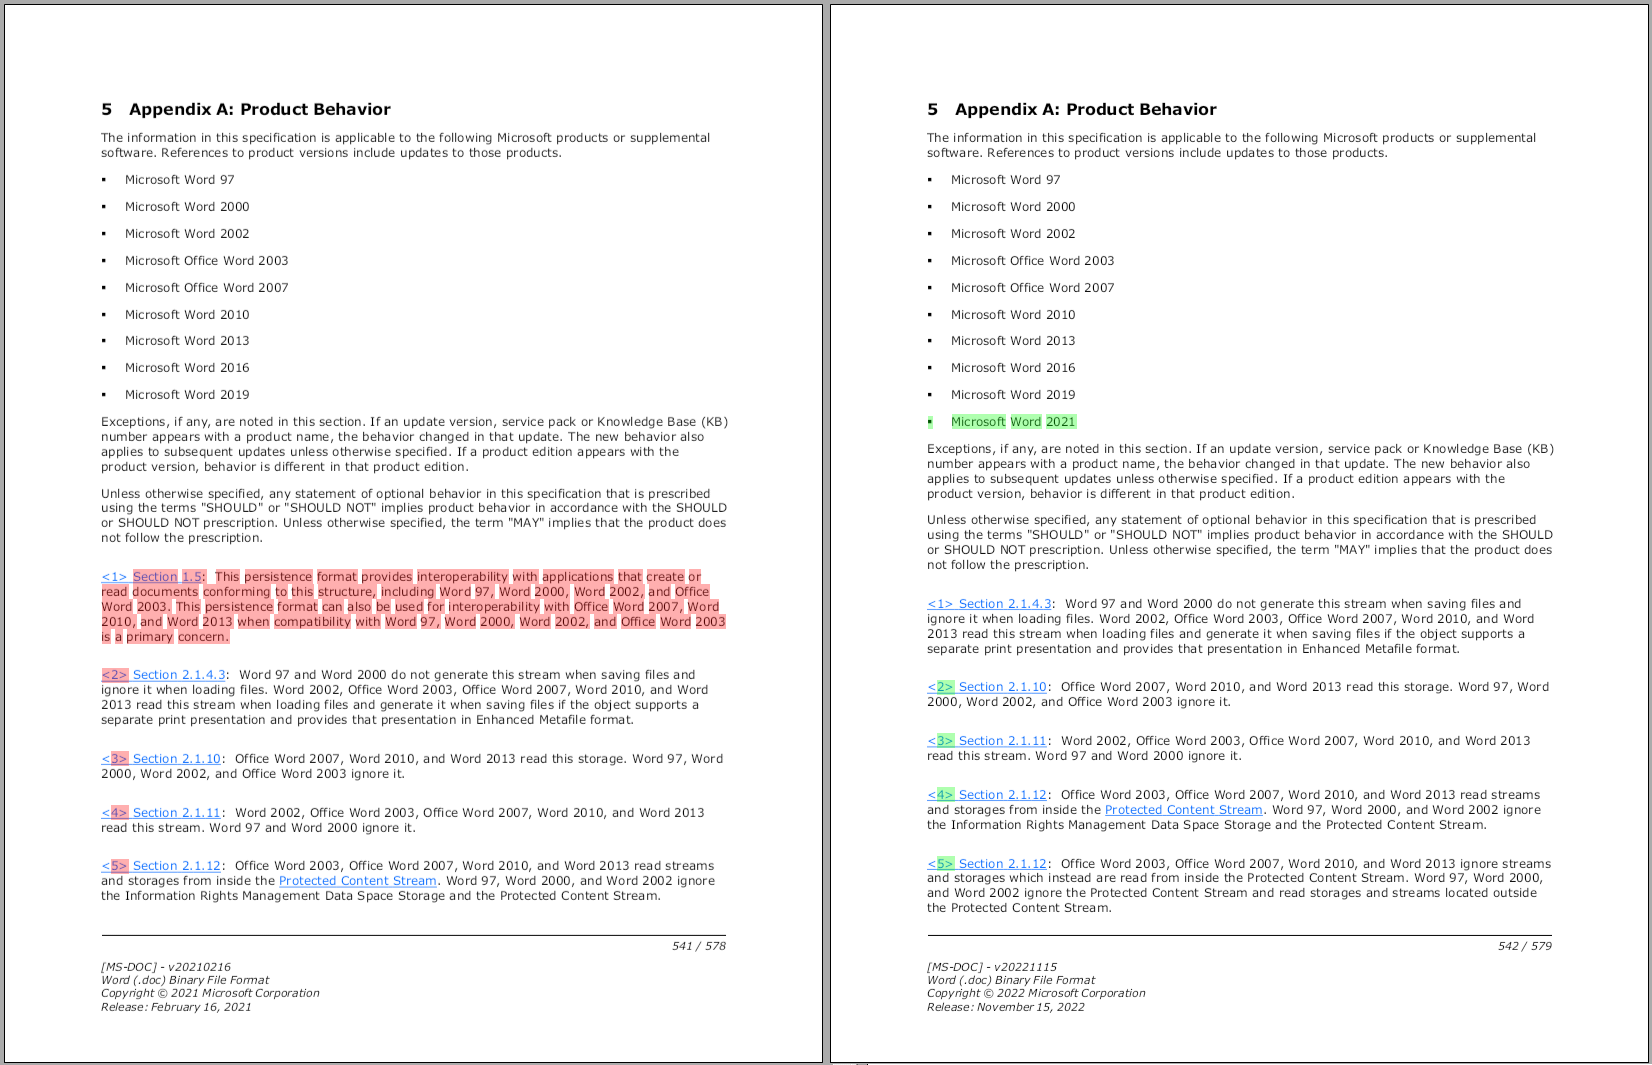 5 Appendix A: Product Behavior
The information in this specification is applicable to the following Microsoft products or supplemental
software. References to product versions include updates to those products.
▪ Microsoft Word 97
▪ Microsoft Word 2000
▪ Microsoft Word 2002
▪ Microsoft Office Word 2003
▪ Microsoft Office Word 2007
▪ Microsoft Word 2010
▪ Microsoft Word 2013
▪ Microsoft Word 2016
▪ Microsoft Word 2019
Exceptions, if any, are noted in this section. If an update version, service pack or Knowledge Base (KB)
number appears with a product name, the behavior changed in that update. The new behavior also
applies to subsequent updates unless otherwise specified. If a product edition appears with the
product version, behavior is different in that product edition.
Unless otherwise specified, any statement of optional behavior in this specification that is prescribed
using the terms "SHOULD" or "SHOULD NOT" implies product behavior in accordance with the SHOULD
or SHOULD NOT prescription. Unless otherwise specified, the term "MAY" implies that the product does
not follow the prescription.
<1> Section 1.5: This persistence format provides interoperability with applications that create or
read documents conforming to this structure, including Word 97, Word 2000, Word 2002, and Office
Word 2003. This persistence format can also be used for interoperability with Office Word 2007, Word
2010, and Word 2013 when compatibility with Word 97, Word 2000, Word 2002, and Office Word 2003
is a primary concern.
<2> Section 2.1.4.3: Word 97 and Word 2000 do not generate this stream when saving files and
ignore it when loading files. Word 2002, Office Word 2003, Office Word 2007, Word 2010, and Word
2013 read this stream when loading files and generate it when saving files if the object supports a
separate print presentation and provides that presentation in Enhanced Metafile format.
<3> Section 2.1.10: Office Word 2007, Word 2010, and Word 2013 read this storage. Word 97, Word
2000, Word 2002, and Office Word 2003 ignore it.
<4> Section 2.1.11: Word 2002, Office Word 2003, Office Word 2007, Word 2010, and Word 2013
read this stream. Word 97 and Word 2000 ignore it.
<5> Section 2.1.12: Office Word 2003, Office Word 2007, Word 2010, and Word 2013 read streams
and storages from inside the Protected Content Stream. Word 97, Word 2000, and Word 2002 ignore
the Information Rights Management Data Space Storage and the Protected Content Stream.
541 / 578
[MS-DOC] - v20210216
Word (.doc) Binary File Format
Copyright © 2021 Microsoft Corporation
Release: February 16, 2021
5 Appendix A: Product Behavior
The information in this specification is applicable to the following Microsoft products or supplemental
software. References to product versions include updates to those products.
▪ Microsoft Word 97
▪ Microsoft Word 2000
▪ Microsoft Word 2002
▪ Microsoft Office Word 2003
▪ Microsoft Office Word 2007
▪ Microsoft Word 2010
▪ Microsoft Word 2013
▪ Microsoft Word 2016
▪ Microsoft Word 2019
▪ Microsoft Word 2021
Exceptions, if any, are noted in this section. If an update version, service pack or Knowledge Base (KB)
number appears with a product name, the behavior changed in that update. The new behavior also
applies to subsequent updates unless otherwise specified. If a product edition appears with the
product version, behavior is different in that product edition.
Unless otherwise specified, any statement of optional behavior in this specification that is prescribed
using the terms "SHOULD" or "SHOULD NOT" implies product behavior in accordance with the SHOULD
or SHOULD NOT prescription. Unless otherwise specified, the term "MAY" implies that the product does
not follow the prescription.
<1> Section 2.1.4.3: Word 97 and Word 2000 do not generate this stream when saving files and
ignore it when loading files. Word 2002, Office Word 2003, Office Word 2007, Word 2010, and Word
2013 read this stream when loading files and generate it when saving files if the object supports a
separate print presentation and provides that presentation in Enhanced Metafile format.
<2> Section 2.1.10: Office Word 2007, Word 2010, and Word 2013 read this storage. Word 97, Word
2000, Word 2002, and Office Word 2003 ignore it.
<3> Section 2.1.11: Word 2002, Office Word 2003, Office Word 2007, Word 2010, and Word 2013
read this stream. Word 97 and Word 2000 ignore it.
<4> Section 2.1.12: Office Word 2003, Office Word 2007, Word 2010, and Word 2013 read streams
and storages from inside the Protected Content Stream. Word 97, Word 2000, and Word 2002 ignore
the Information Rights Management Data Space Storage and the Protected Content Stream.
<5> Section 2.1.12: Office Word 2003, Office Word 2007, Word 2010, and Word 2013 ignore streams
and storages which instead are read from inside the Protected Content Stream. Word 97, Word 2000,
and Word 2002 ignore the Protected Content Stream and read storages and streams located outside
the Protected Content Stream.
542 / 579
[MS-DOC] - v20221115
Word (.doc) Binary File Format
Copyright © 2022 Microsoft Corporation
Release: November 15, 2022